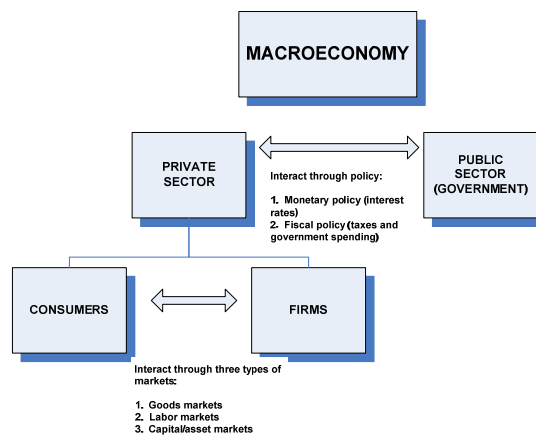 MACROECONOMY
PRIVATE
SECTOR
PUBLIC
SECTOR
(GOVERNMENT)
Interact through policy:
1. Monetary policy (interest
rates)
2. Fiscal policy (taxes and
government spending)
CONSUMERS
FIRMS
Interact through three types of
markets:
1. Goods markets
2. Labor markets
3. Capital/asset markets